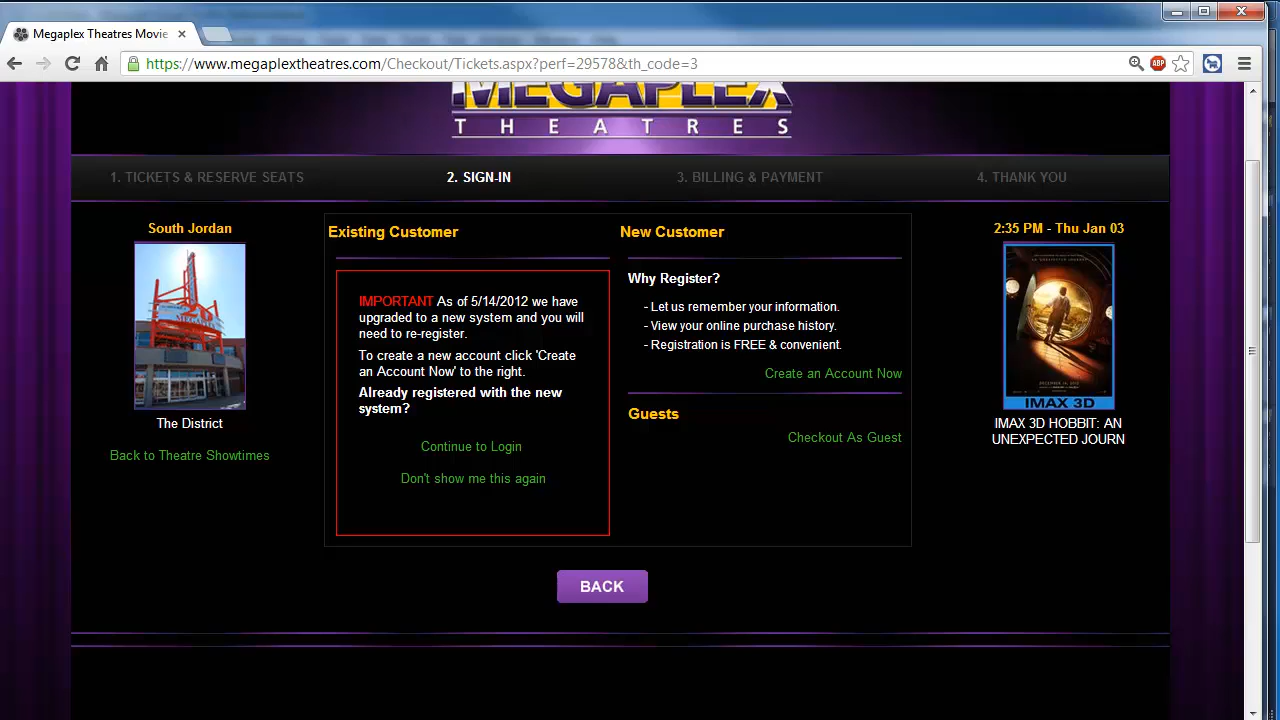 Megaplex Theatres Movie
https://www.megaplextheatres.com/Checkout/Tickets.aspx?perf=29578&th_code=3
ABP
MEGAPLEX
THEATRES
1. TICKETS & RESERVE SEATS
2. SIGN-IN
3. BILLING & PAYMENT
4. THANK YOU
South Jordan
The District
Back to Theatre Showtimes
Existing Customer
IMPORTANT As of 5/14/2012 we have
upgraded to a new system and you will
need to re-register.
To create a new account click 'Create
an Account Now' to the right.
Already registered with the new
system?
Continue to Login
Don't show me this again
New Customer
Why Register?
- Let us remember your information.
- View your online purchase history.
- Registration is FREE & convenient.
Create an Account Now
Guests
Checkout As Guest
2:35 PM - Thu Jan 03
IMAX 3D
IMAX 3D HOBBIT: AN
UNEXPECTED JOURN
BACK